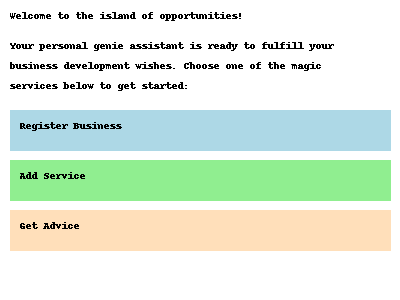 Welcome to the island of opportunities!
Your personal genie assistant is ready to fulfill your
business development wishes. Choose one of the magic
services below to get started:
Register Business
Add Service
Get Advice